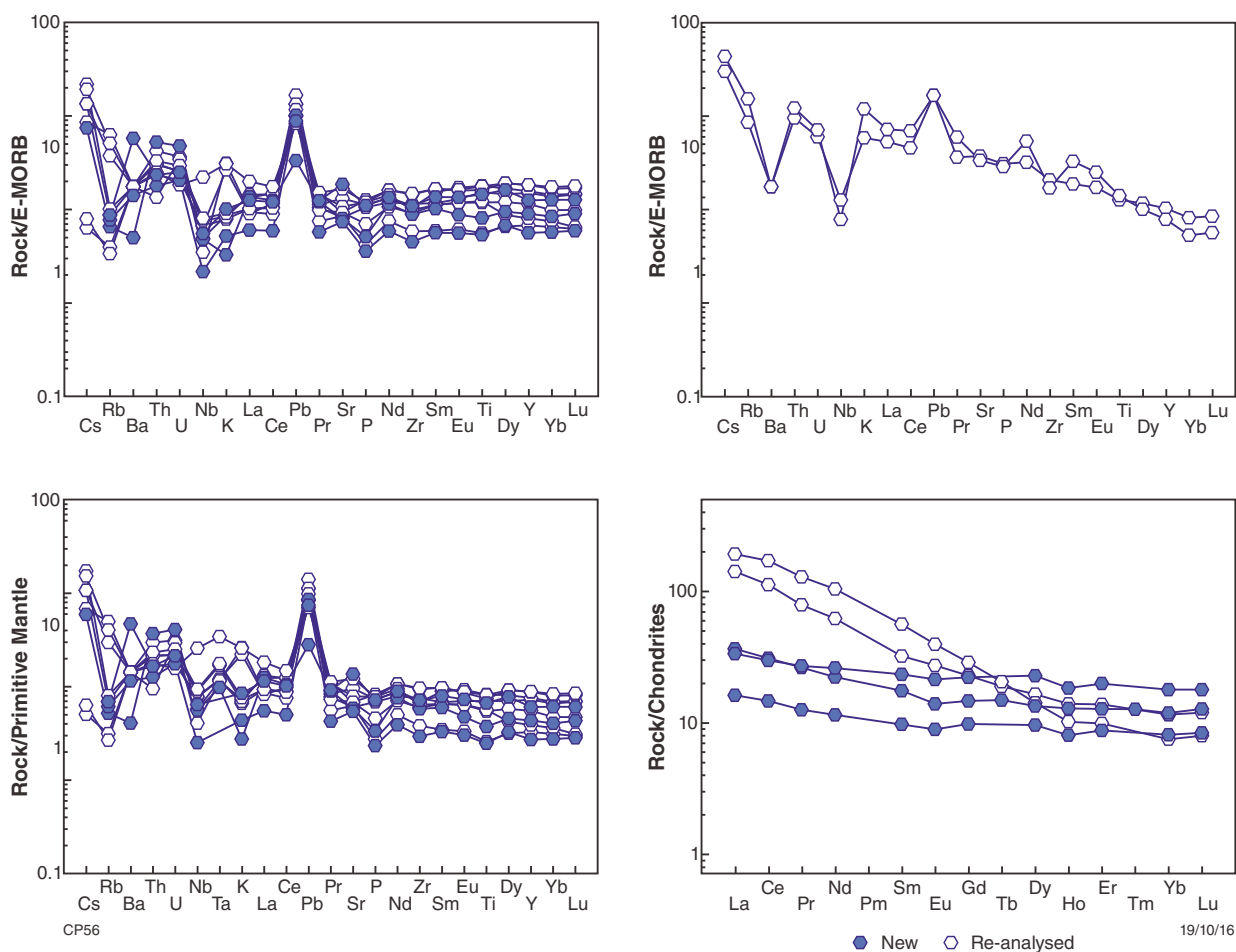 100
10
1
0.1
Rock/E-MORB
Rb Th Nb La Pb Sr Nd Sm Ti Y Lu
Cs Ba U K Ce Pr P Zr Eu Dy Yb
100
10
1
0.1
Rock/E-MORB
Rb Th Nb La Pb Sr Nd Sm Ti Y Lu
Cs Ba U K Ce Pr P Zr Eu Dy Yb
100
10
1
0.1
Rock/Primitive Mantle
Rb Th Nb K Ce Pr P Zr Eu Dy Yb
Cs Ba U Ta La Pb Sr Nd Sm Ti Y Lu
CP56
100
10
1
Rock/Chondrites
Ce Nd Sm Gd Dy Er Yb
La Pr Pm Eu Tb Ho Tm Lu
New Re-analysed
19/10/16